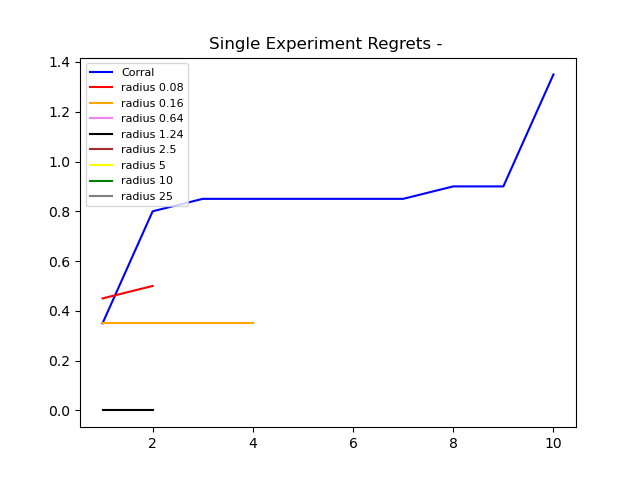 Single Experiment Regrets -
1.4
1.2
1.0
0.8
0.6
0.4
0.2
0.0
Corral
radius 0.08
radius 0.16
radius 0.64
radius 1.24
radius 2.5
radius 5
radius 10
radius 25
2 4 6 8 10